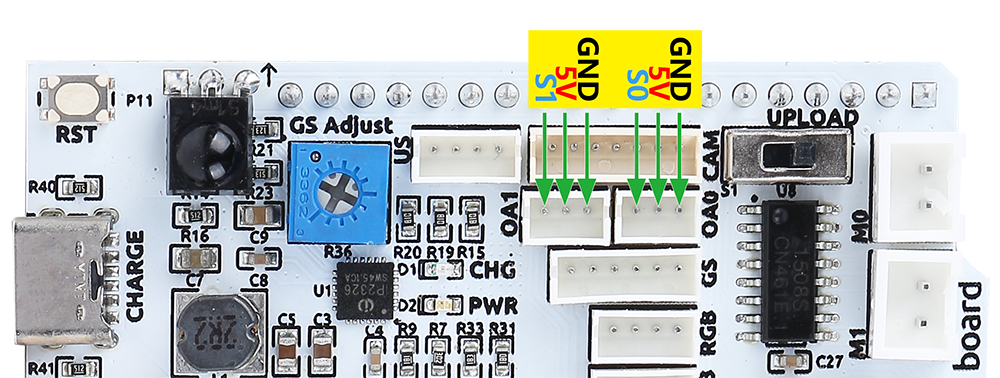 S1 5V GND
S0 5V GND
UPLOAD
P11
RST
GS Adjust
US
CAM
S1
U8
R21
R23
R40
R16
C9
3362
R36
R20 R19 R15
OA1
OA0
M0
CHARGE
C7
C8
U1
IP2326
D1
CHG
D2
PWR
GS
RGB
M1
board
2R2
C5 C3
C4 R9 R7 R33 R31
R41
C27